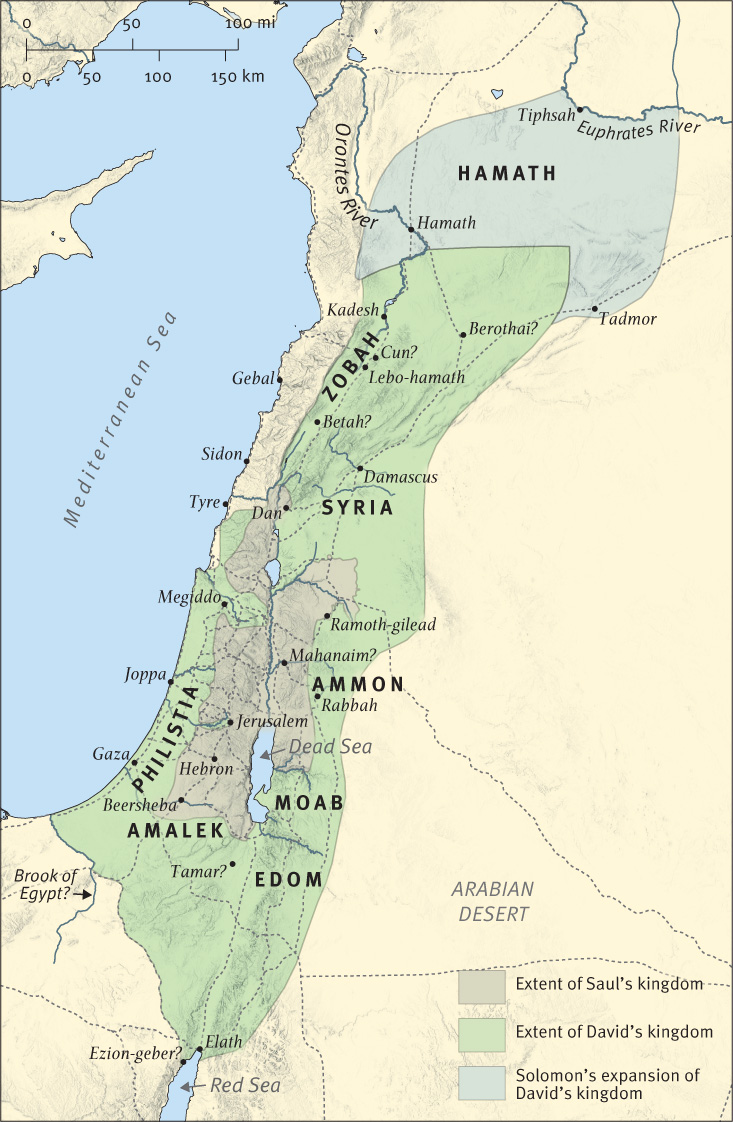 0 50 100 mi
0 50 100 150 km
Tiphsah
Euphrates River
HAMATH
Orontes River
Hamath
Kadesh
Tadmor
Berothai?
ZOBAH
Cun?
Lebo-hamath
Gebal
Mediterranean Sea
Betah?
Sidon
Damascus
Tyre
Dan
SYRIA
Megiddo
Ramoth-gilead
Mahanaim?
Joppa
AMMON
Rabbah
PHILISTIA
Jerusalem
Dead Sea
Gaza
Hebron
Beersheba
MOAB
AMALEK
Tamar?
EDOM
Brook of
Egypt?
ARABIAN
DESERT
Extent of Saul's kingdom
Extent of David's kingdom
Elath
Ezion-geber?
Red Sea
Solomon's expansion of
David's kingdom